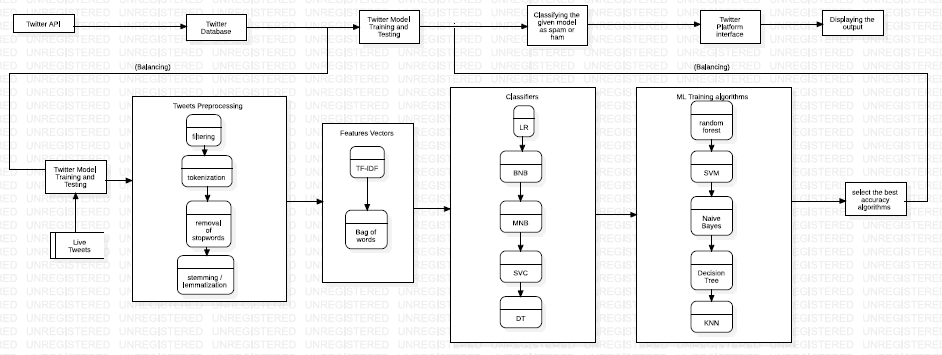 Twitter API
Twitter
Database
Twitter Model
Training and
Testing
Classifying the
given model
as spam or
ham
Twitter
Platform
interface
Displaying the
output
(Balancing)
(Balancing)
Twitter Model
Training and
Testing
Live
Tweets
Tweets Preprocessing
filtering
tokenization
removal
of
stopwords
stemming /
lemmatization
Features Vectors
TF-IDF
Bag of
words
Classifiers
LR
BNB
MNB
SVC
DT
ML Training algorithms
random
forest
SVM
Naive
Bayes
Decision
Tree
KNN
select the best
accuracy
algorithms
UNREGISTERED